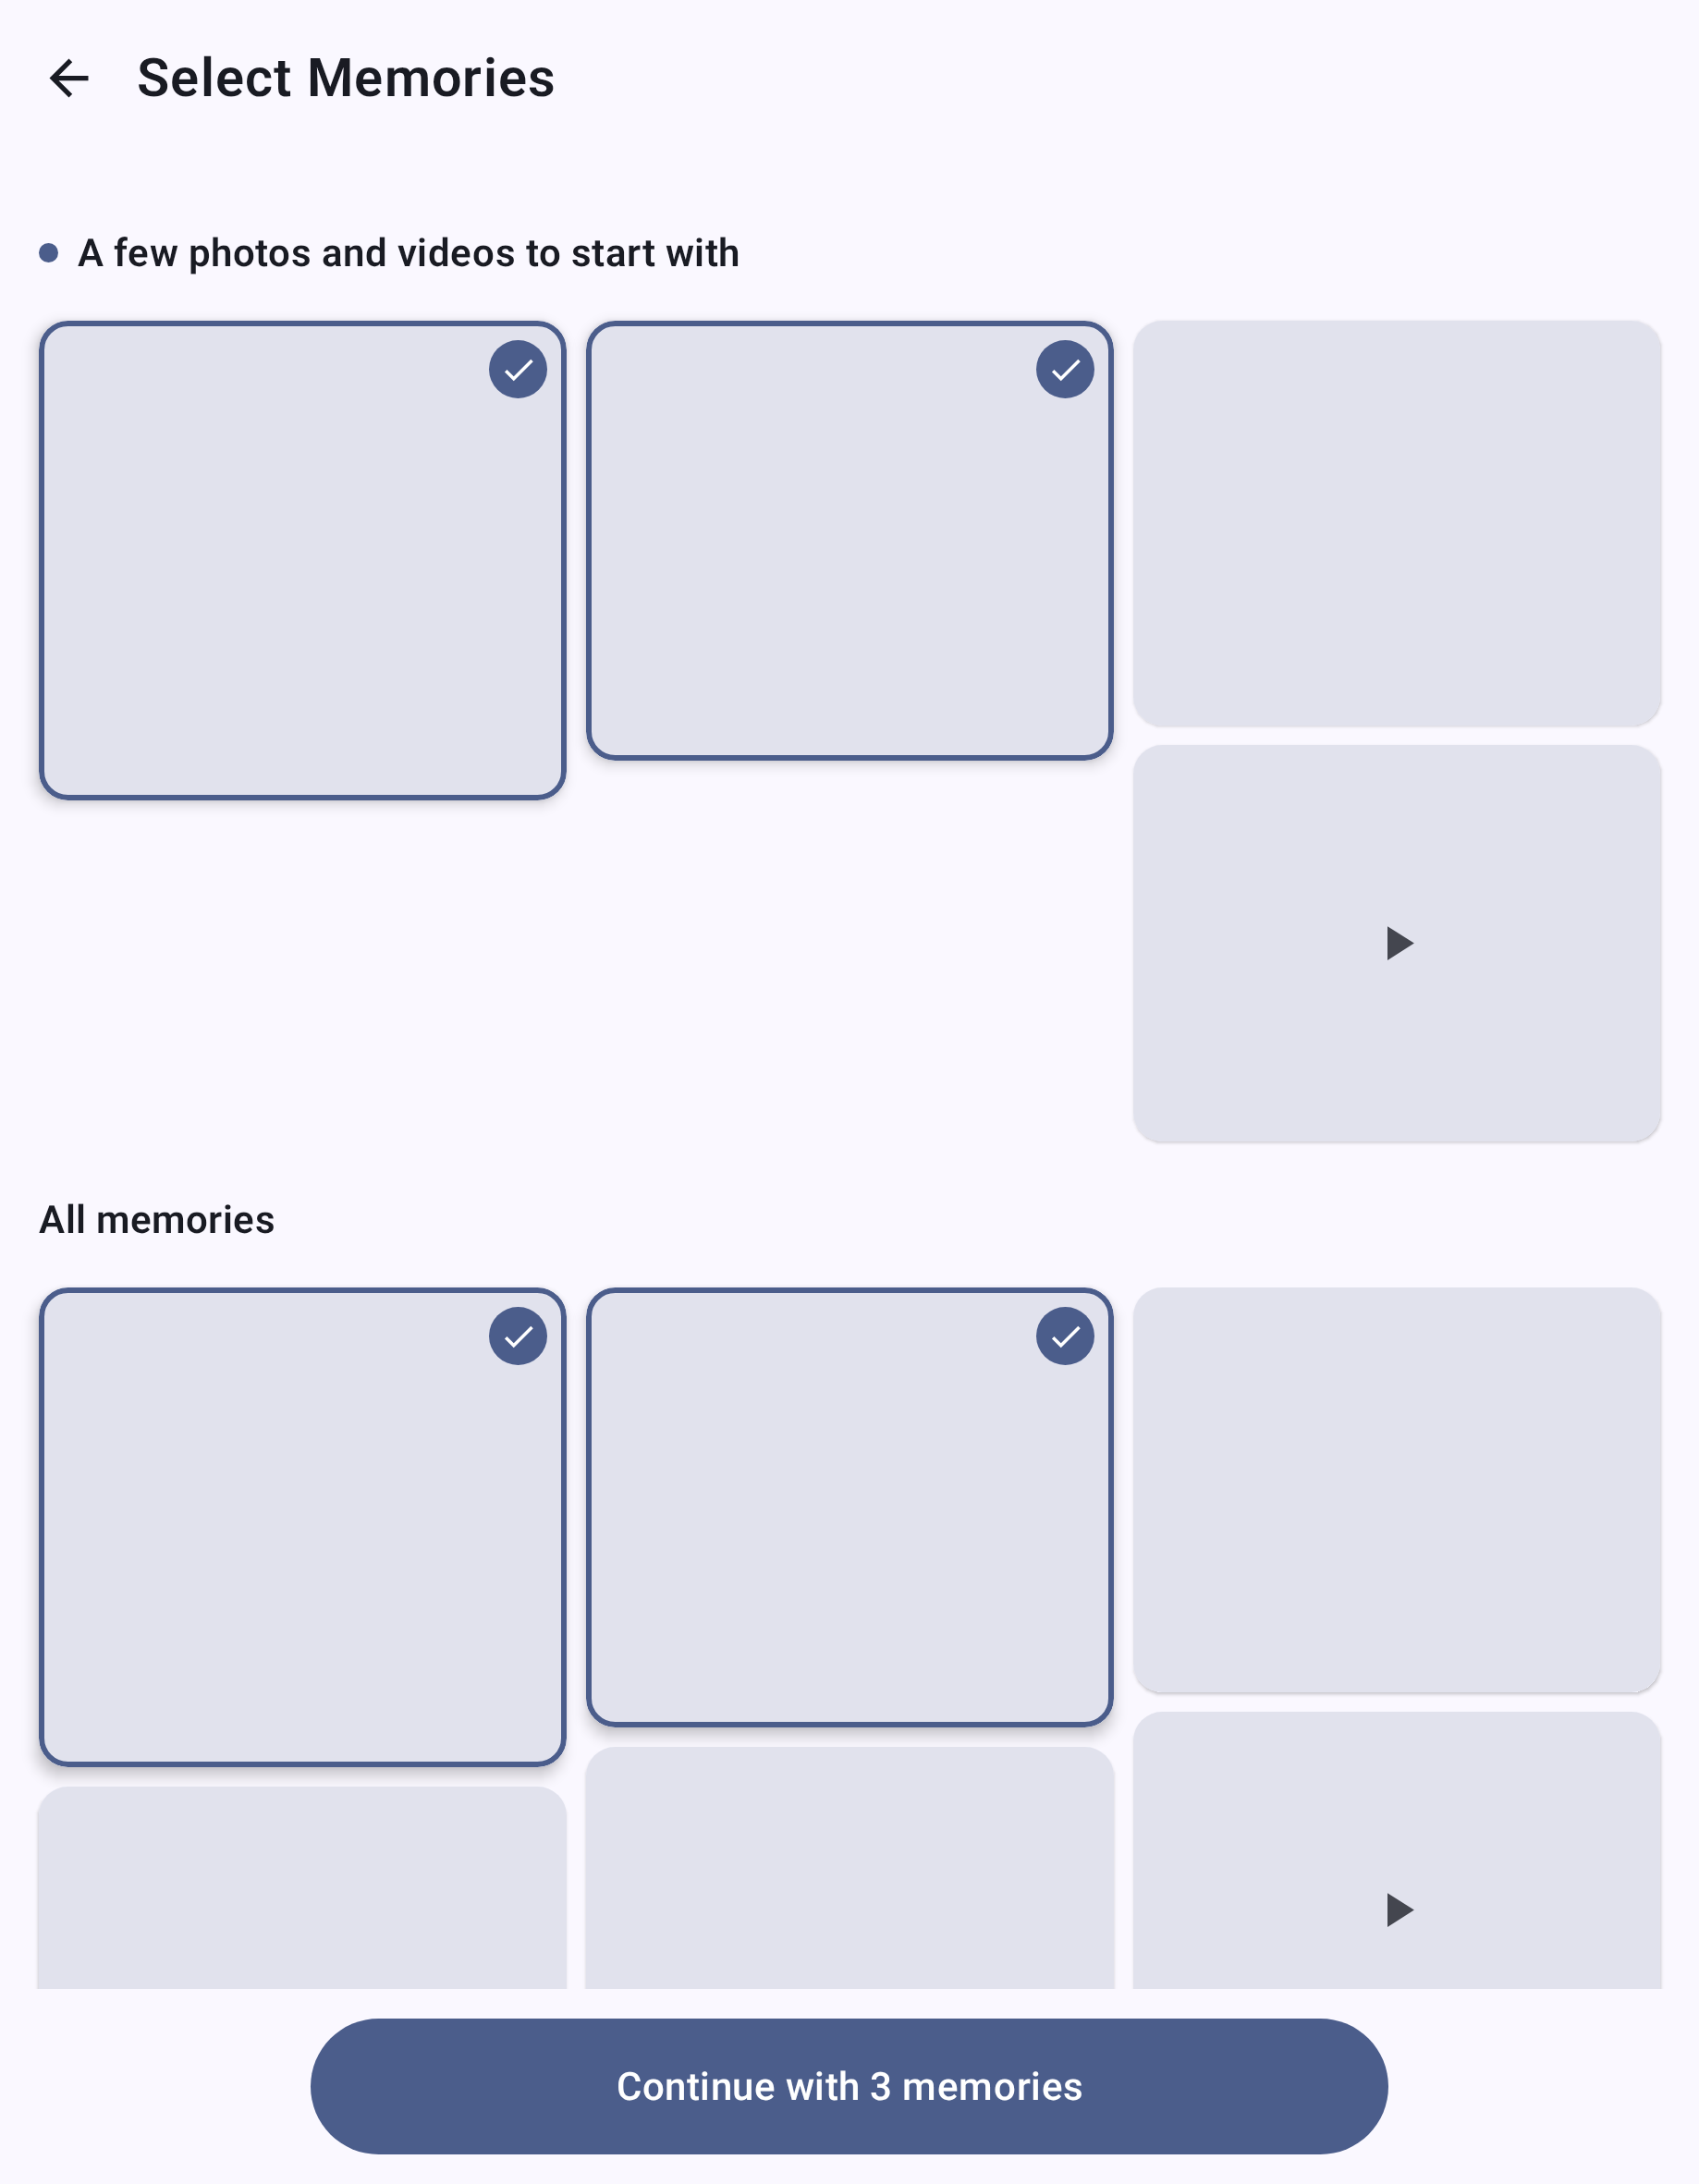 Select Memories
A few photos and videos to start with
All memories
Continue with 3 memories